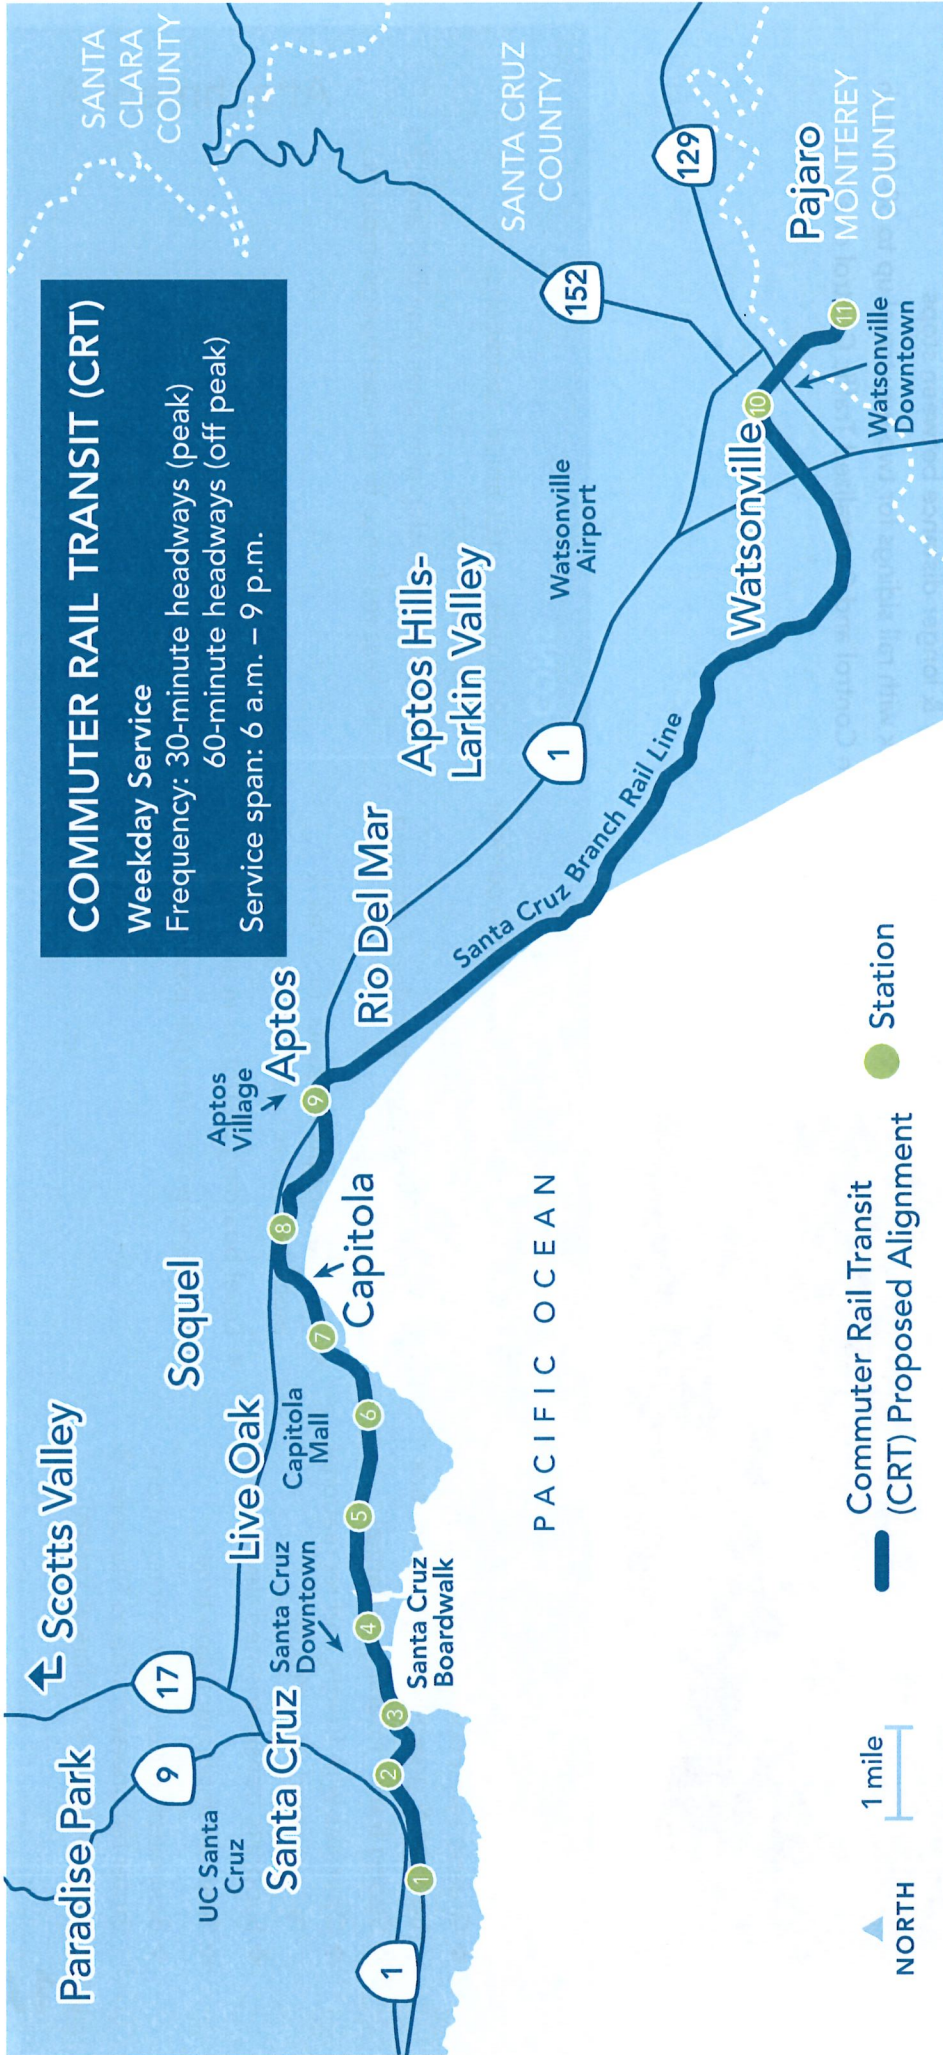 COMMUTER RAIL TRANSIT (CRT)
Weekday Service
Frequency: 30-minute headways (peak)
60-minute headways (off peak)
Service span: 6 a.m. – 9 p.m.
SANTA
CLARA
COUNTY
SANTA CRUZ
COUNTY
MONTEREY
COUNTY
Scotts Valley
Paradise Park
17
9
UC Santa
Cruz
Santa Cruz
Santa Cruz
Downtown
Live Oak
Soquel
Capitola
Mall
Aptos
Village
Aptos
Rio Del Mar
Aptos Hills-
Larkin Valley
Watsonville
Airport
152
129
Pajaro
1
1
1
2
3
4
5
6
7
8
9
10
11
Santa Cruz
Boardwalk
Capitola
Santa Cruz Branch Rail Line
Watsonville
Watsonville
Downtown
PACIFIC OCEAN
NORTH
1 mile
Commuter Rail Transit
(CRT) Proposed Alignment
Station